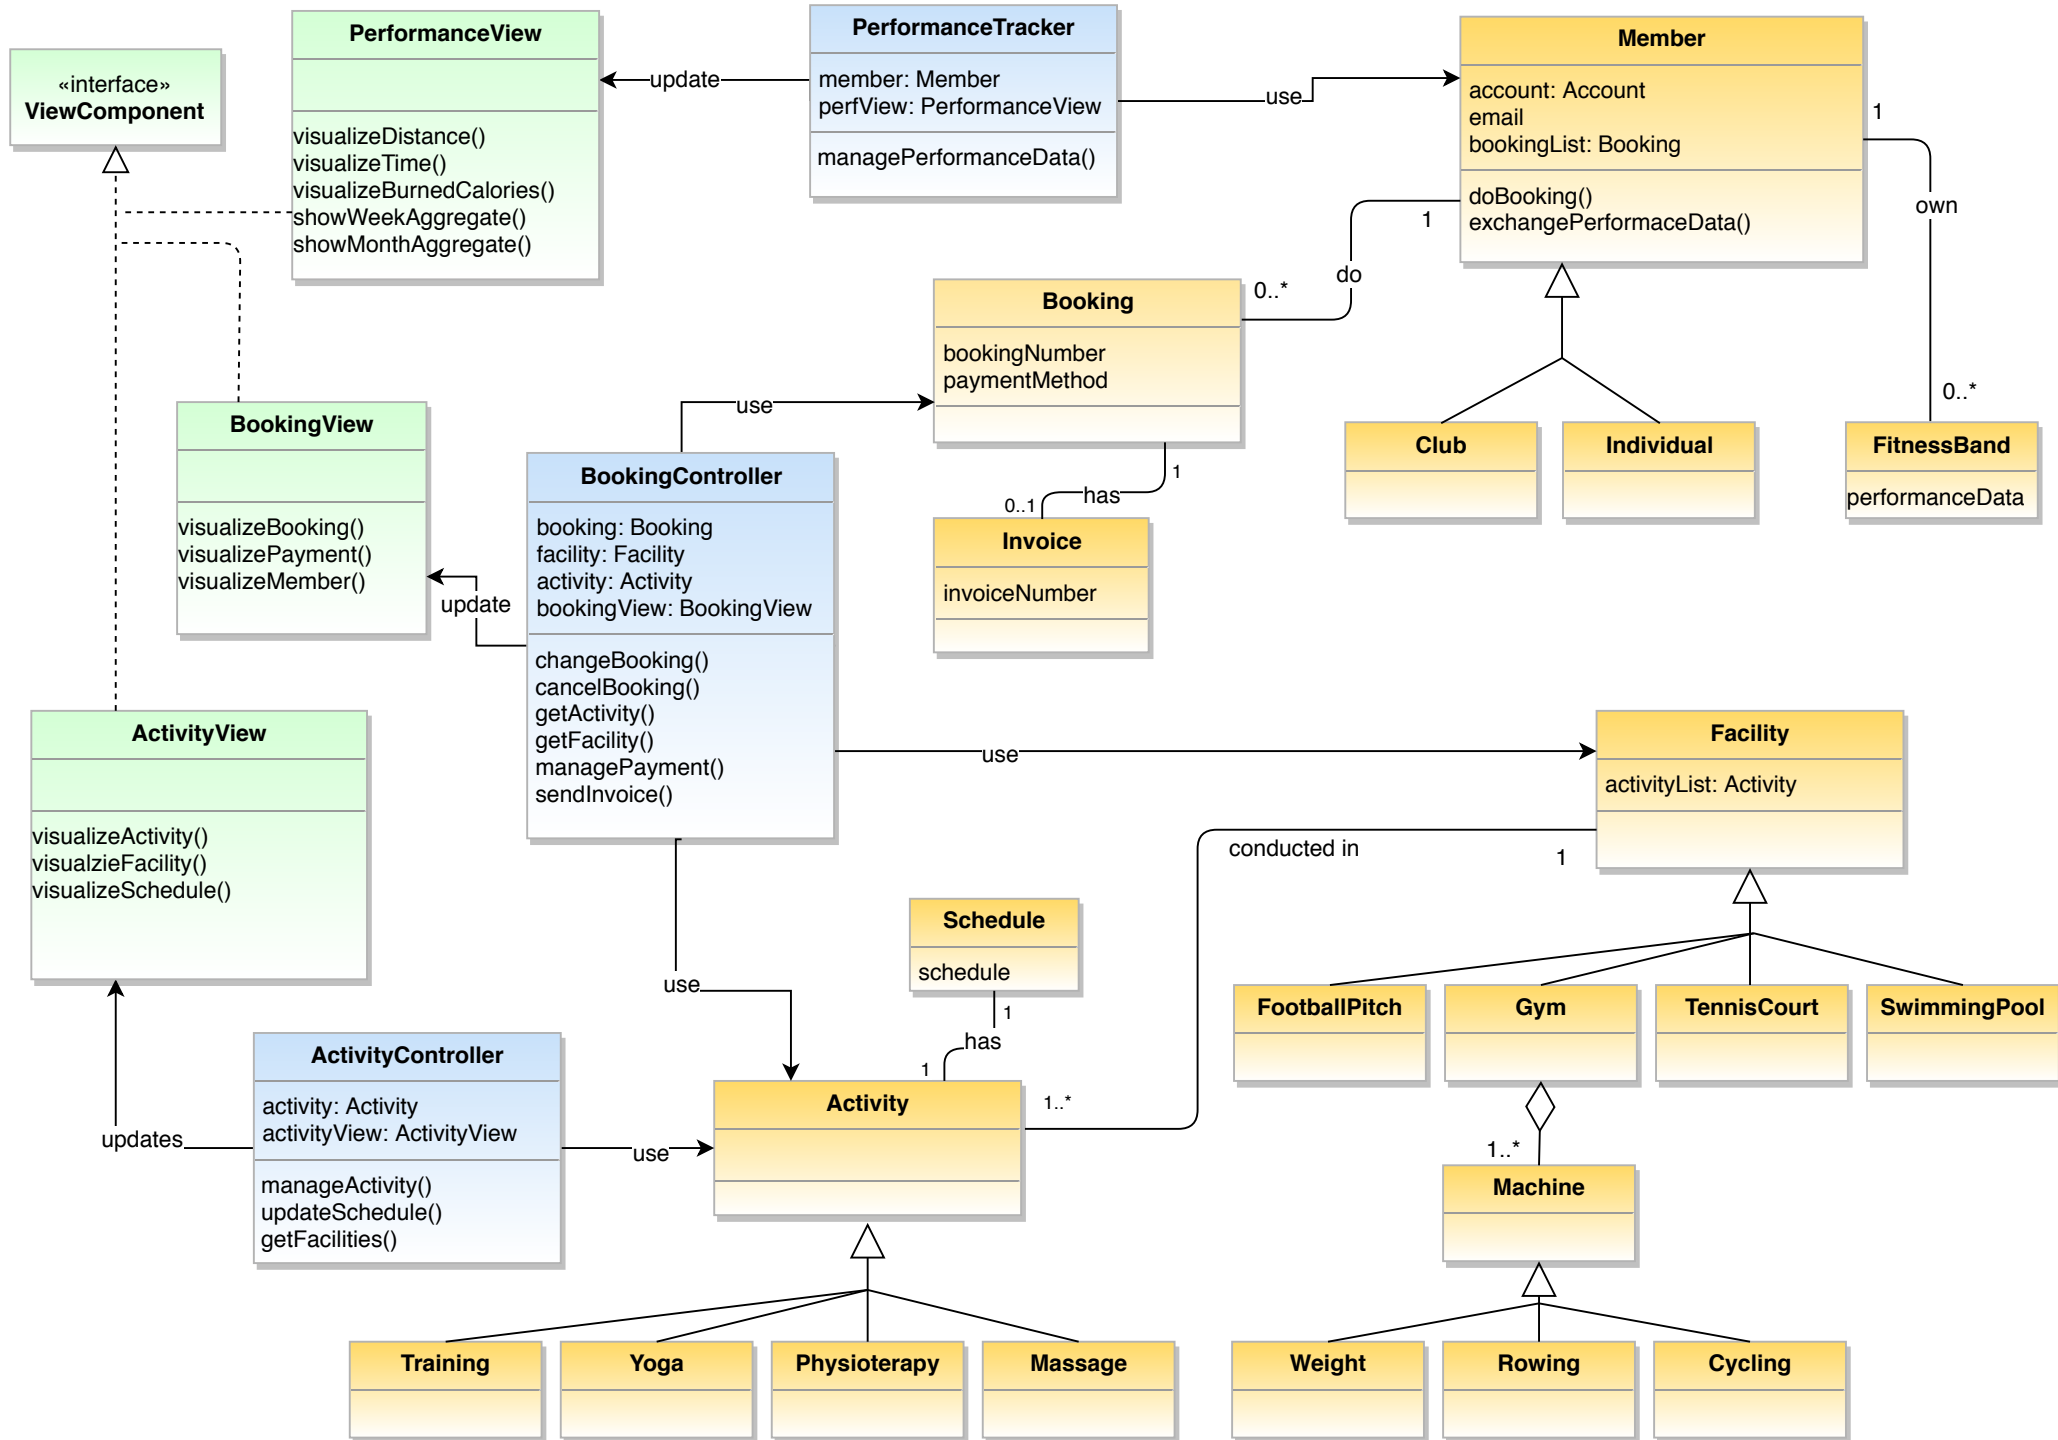 PerformanceView
visualizeDistance()
visualizeTime()
visualizeBurnedCalories()
showWeekAggregate()
showMonthAggregate()
«interface»
ViewComponent
update
PerformanceTracker
member: Member
perfView: PerformanceView
managePerformanceData()
use
Member
account: Account
email
bookingList: Booking
doBooking()
exchangePerformaceData()
1
own
0..*
1
do
0..*
Booking
bookingNumber
paymentMethod
Club
Individual
FitnessBand
performanceData
BookingView
visualizeBooking()
visualizePayment()
visualizeMember()
update
use
BookingController
booking: Booking
facility: Facility
activity: Activity
bookingView: BookingView
changeBooking()
cancelBooking()
getActivity()
getFacility()
managePayment()
sendInvoice()
1
has
0..1
Invoice
invoiceNumber
ActivityView
visualizeActivity()
visualzieFacility()
visualizeSchedule()
use
Facility
activityList: Activity
conducted in
1
Schedule
schedule
1
has
1
use
FootballPitch
Gym
TennisCourt
SwimmingPool
updates
ActivityController
activity: Activity
activityView: ActivityView
manageActivity()
updateSchedule()
getFacilities()
use
Activity
1..*
1..*
Machine
Training
Yoga
Physioterapy
Massage
Weight
Rowing
Cycling